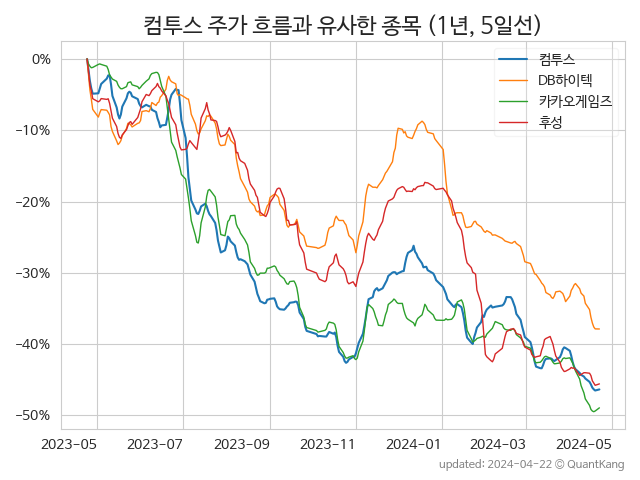 컴투스 주가 흐름과 유사한 종목 (1년, 5일선)
컴투스
DB하이텍
카카오게임즈
후성
0%
−10%
−20%
−30%
−40%
−50%
2023−05
2023−07
2023−09
2023−11
2024−01
2024−03
2024−05
updated: 2024−04−22 © QuantKang